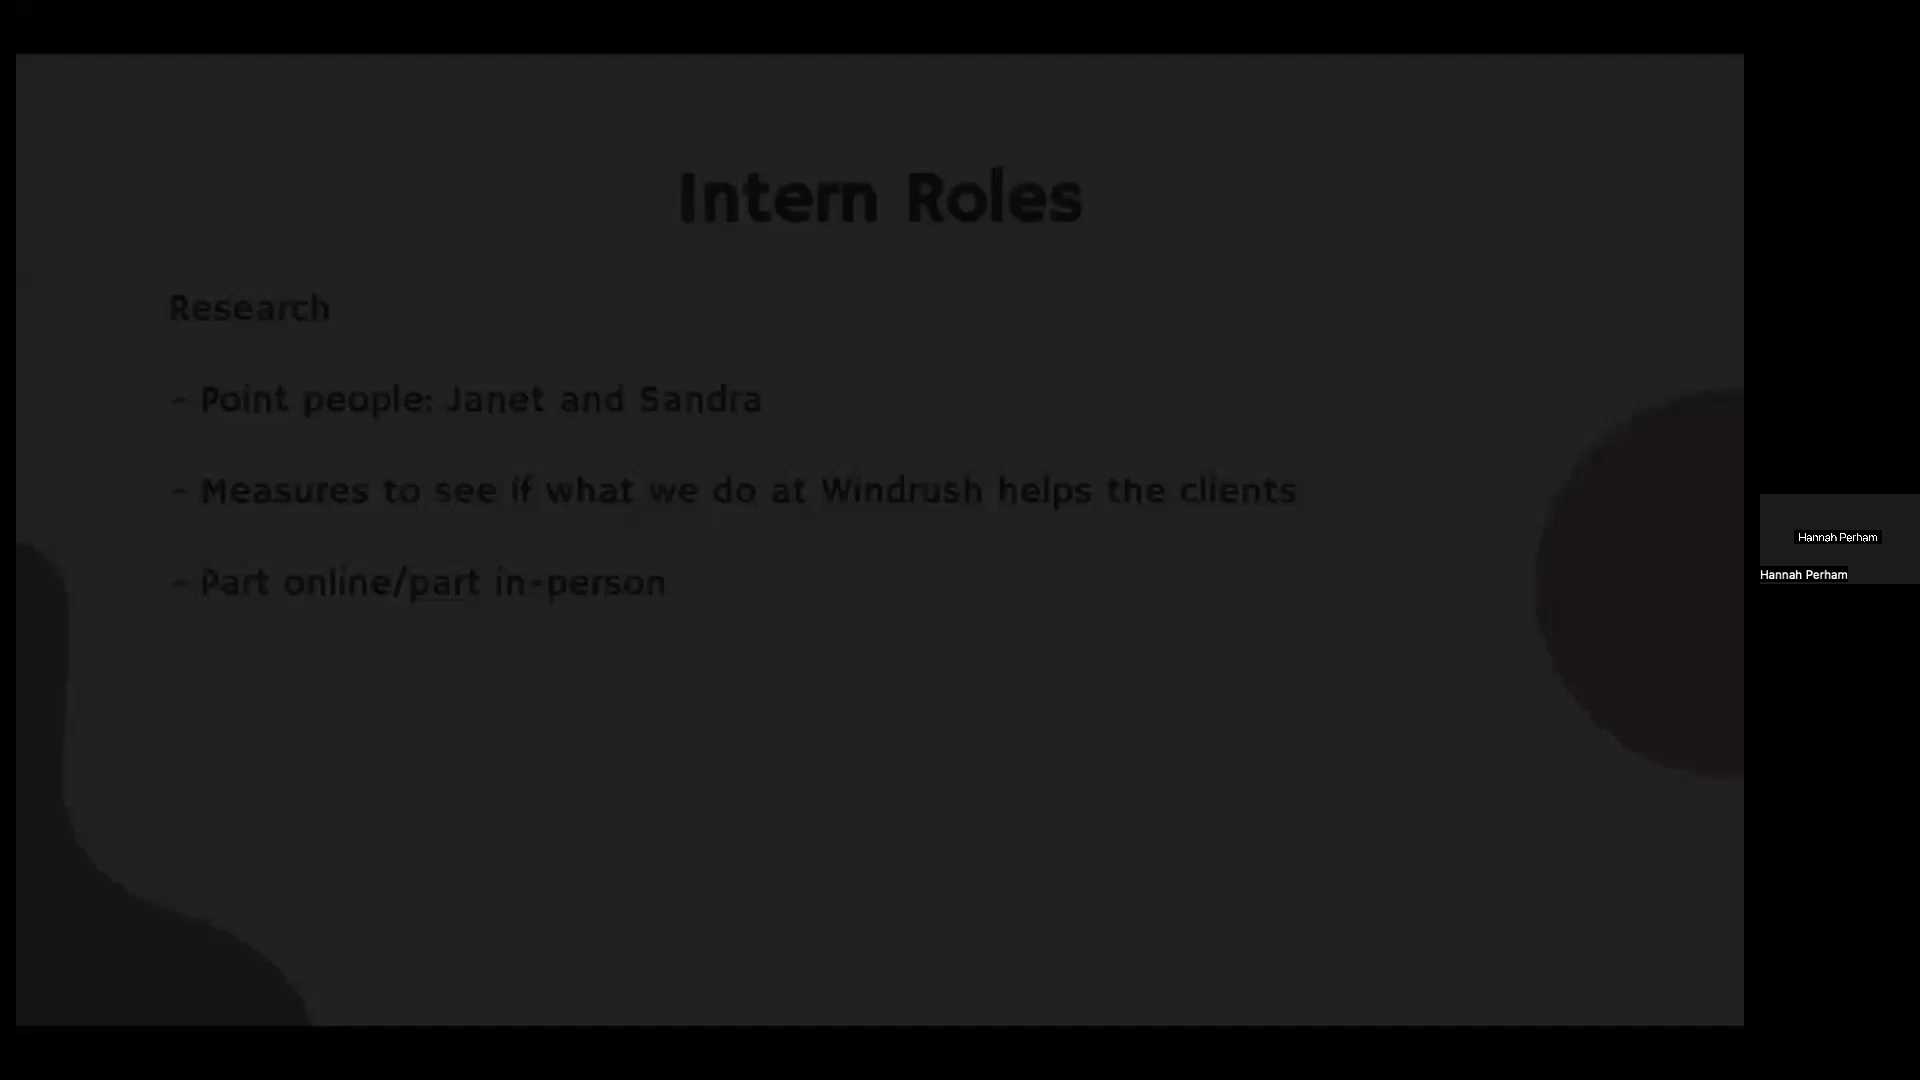 Intern Roles
Research
- Point people: Janet and Sandra
- Measures to see if what we do at Windrush helps the clients
- Part online/part in-person
Hannah Perham
Hannah Perham